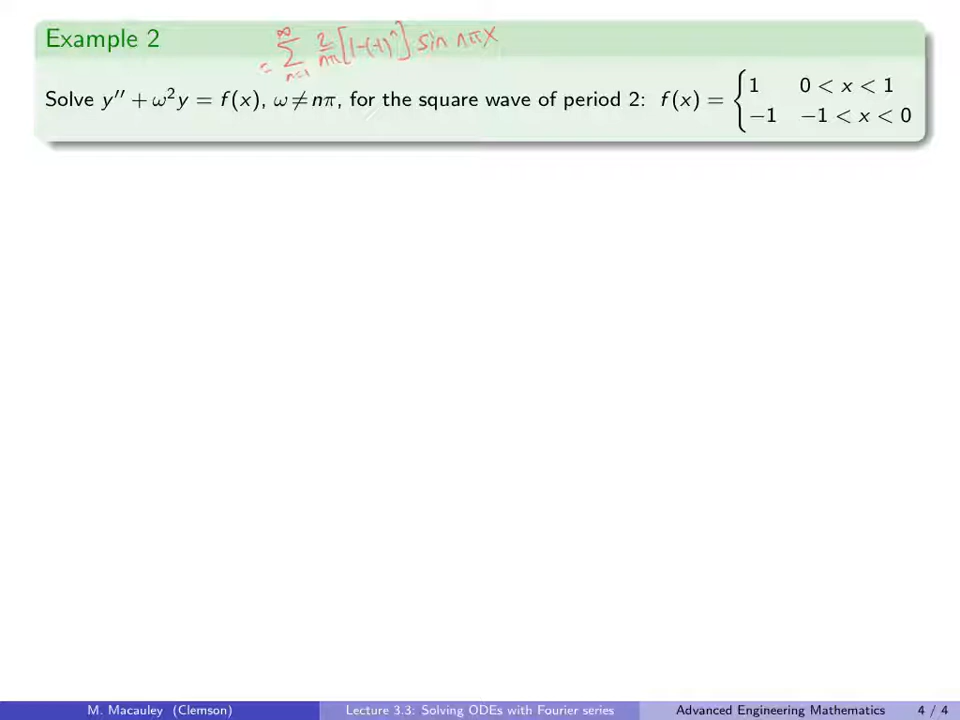 Example 2
= ∑_{n=1}^{∞} 2/nπ [1-(-1)^n] sin nπx
Solve y″ + ω²y = f(x), ω ≠ nπ, for the square wave of period 2: f(x) = { 1 0 < x < 1
−1 −1 < x < 0
M. Macauley (Clemson) Lecture 3.3: Solving ODEs with Fourier series Advanced Engineering Mathematics 4 / 4